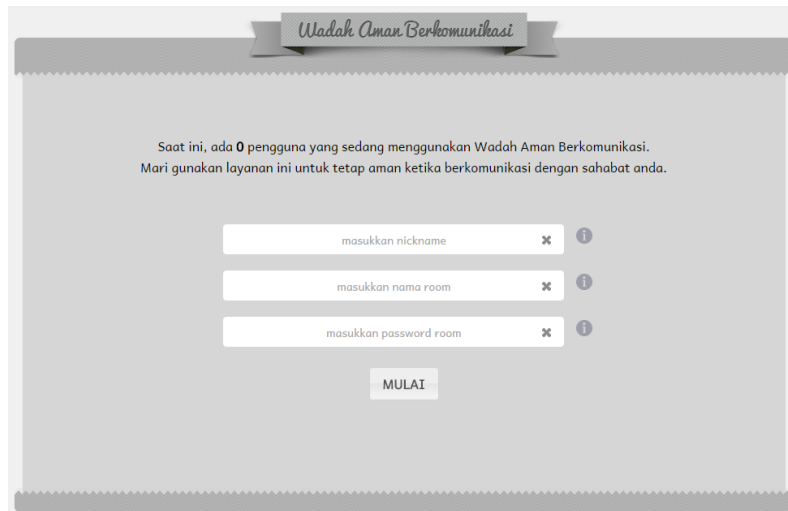 Wadah Aman Berkomunikasi
Saat ini, ada 0 pengguna yang sedang menggunakan Wadah Aman Berkomunikasi.
Mari gunakan layanan ini untuk tetap aman ketika berkomunikasi dengan sahabat anda.
masukkan nickname
masukkan nama room
masukkan password room
MULAI